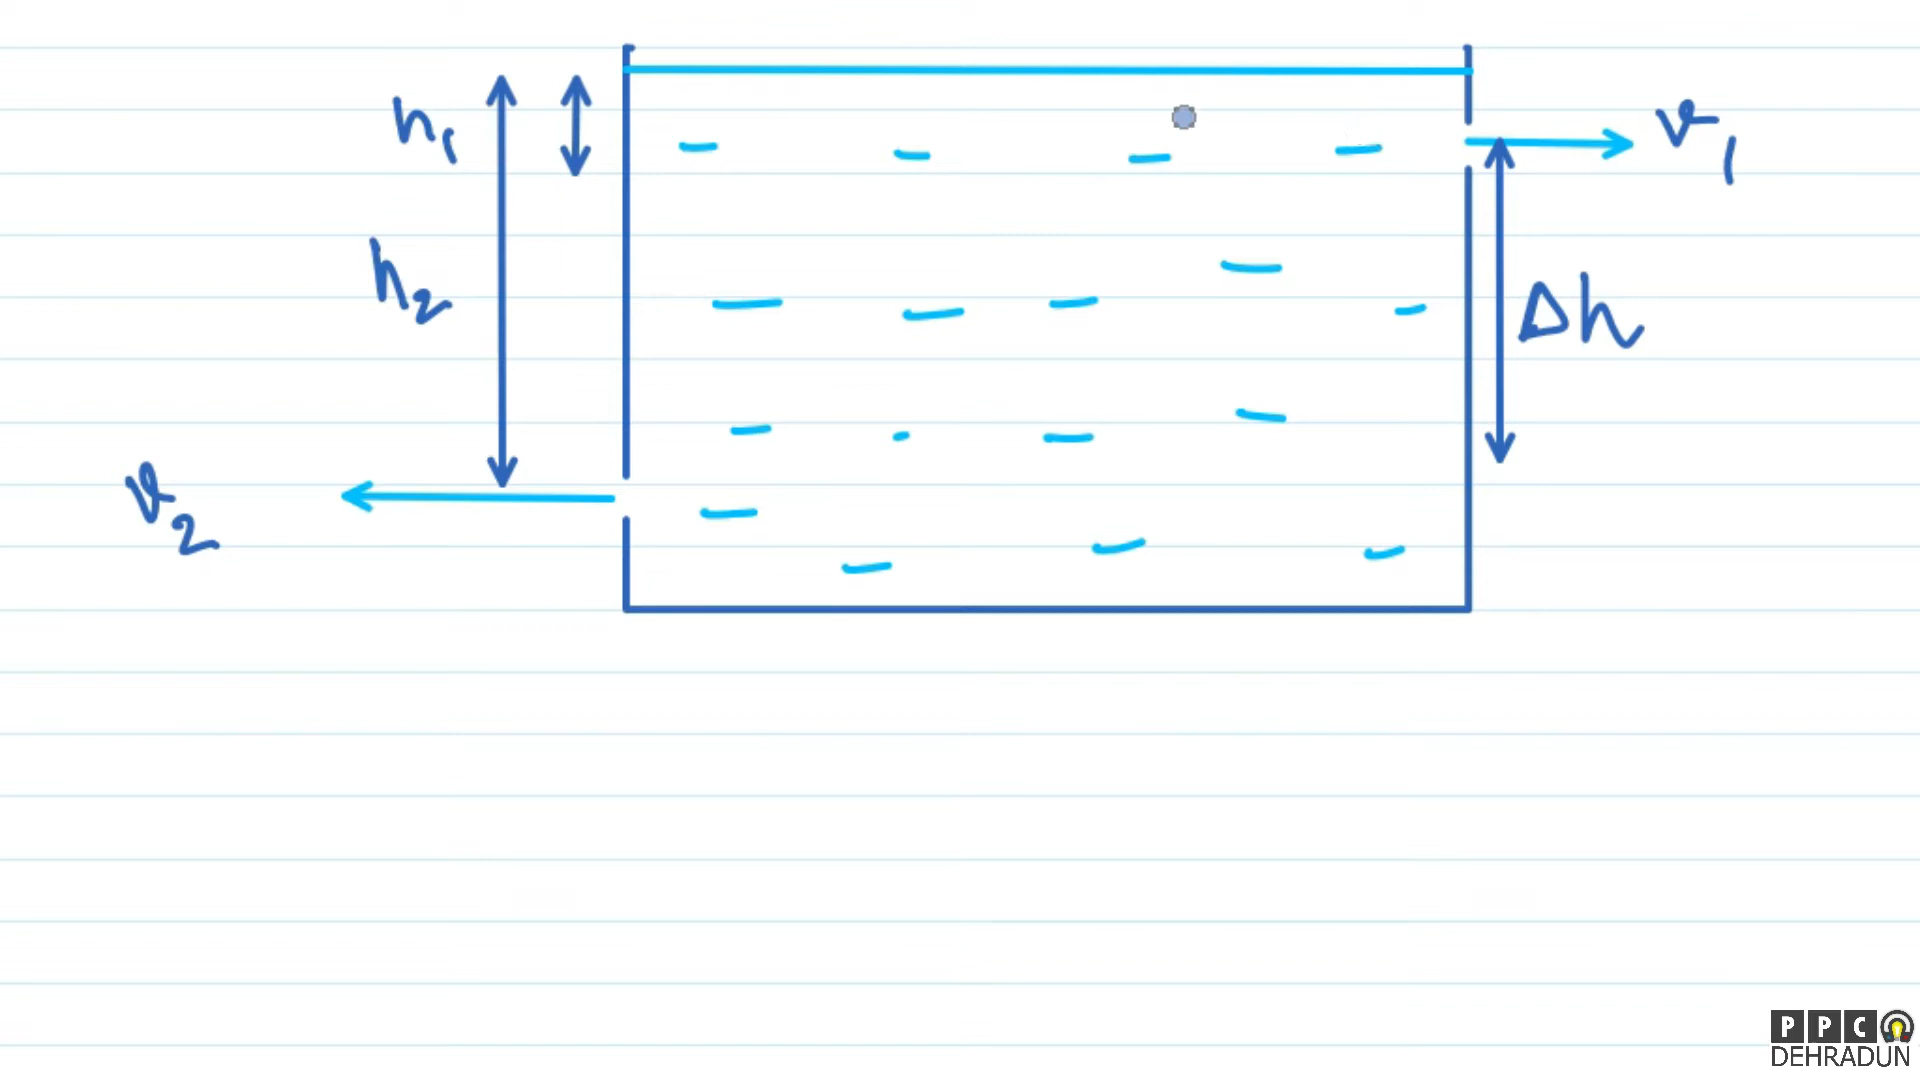 h₁
v₁
h₂
Δh
v₂
PPC
DEHRADUN